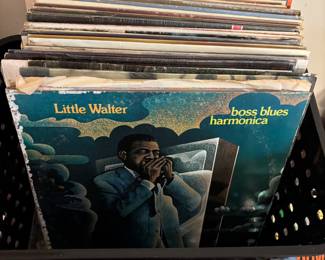 Little Walter
boss blues
harmonica